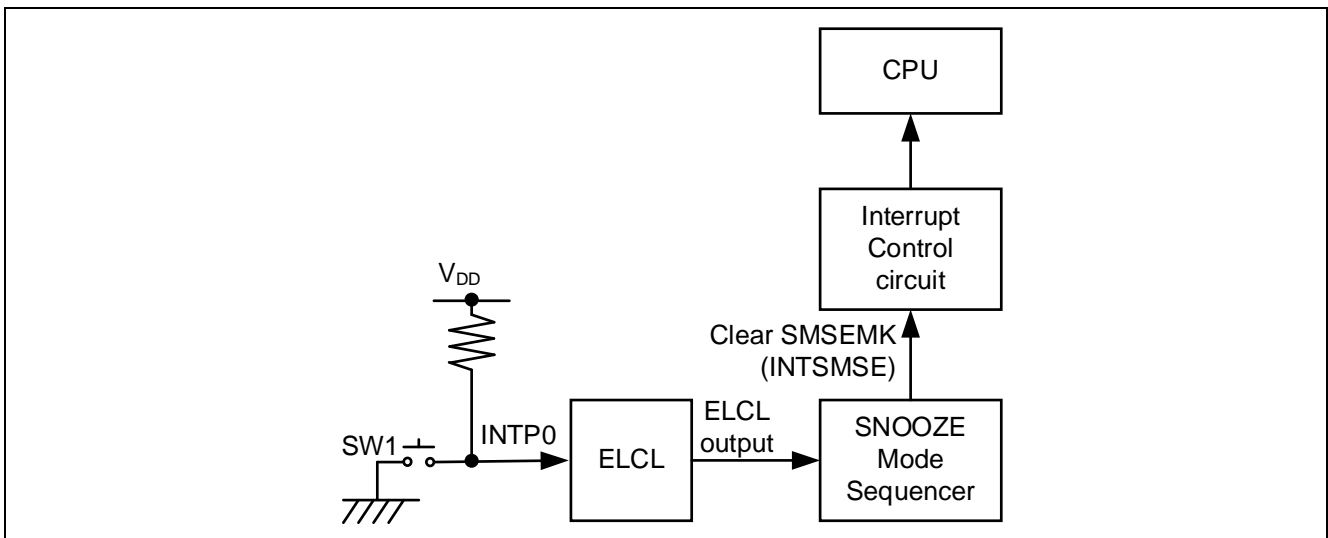 CPU
Interrupt
Control
circuit
VDD
Clear SMSEMK
(INTSMSE)
SW1
INTP0
ELCL
ELCL
output
SNOOZE
Mode
Sequencer